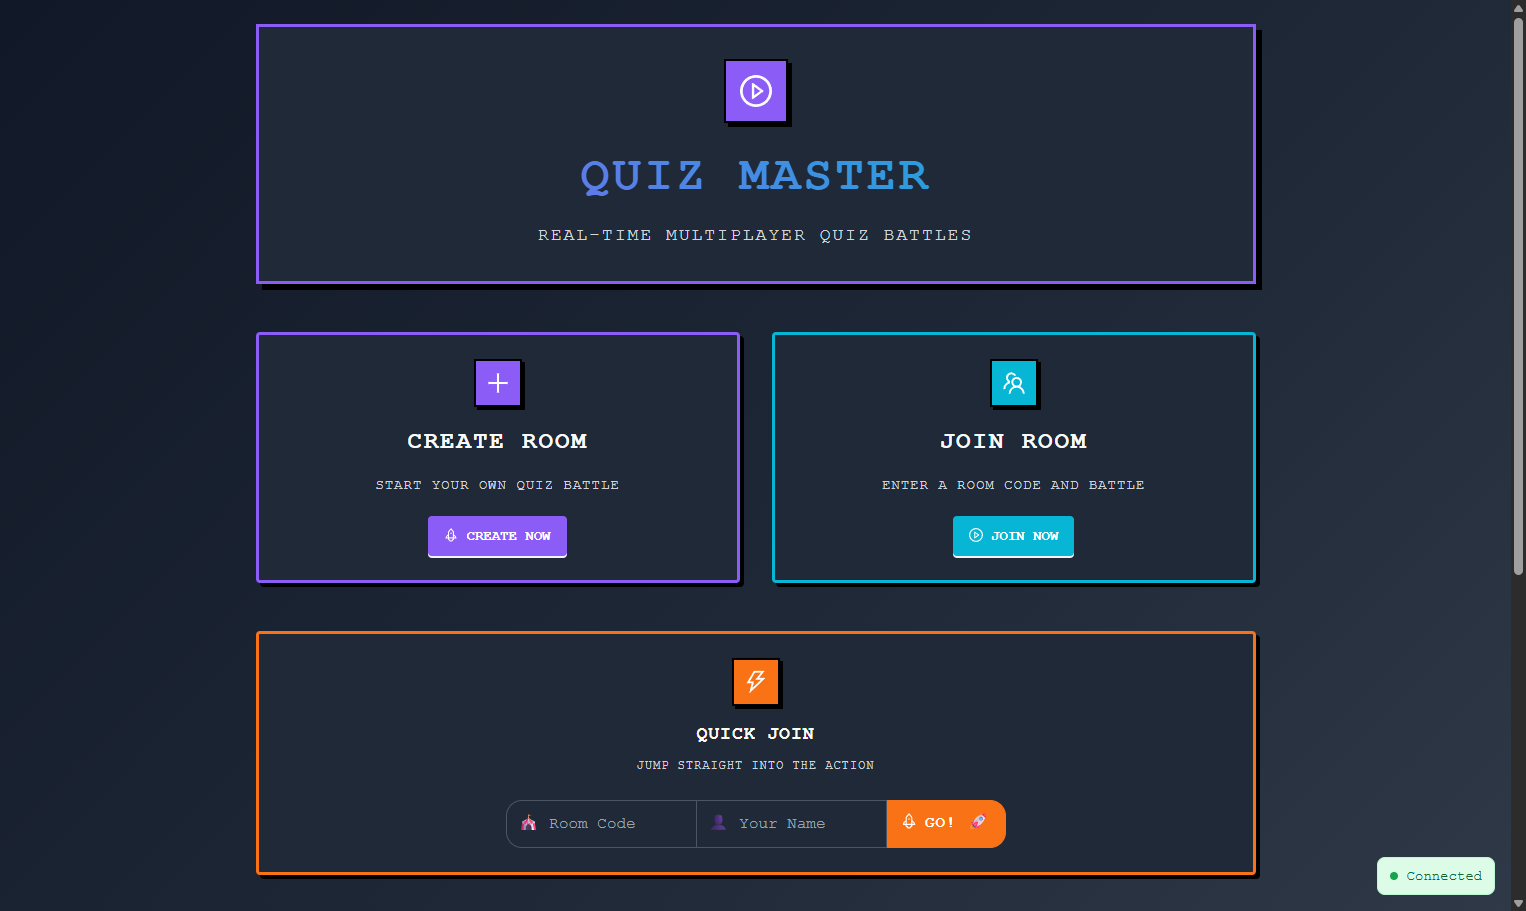 QUIZ MASTER
REAL-TIME MULTIPLAYER QUIZ BATTLES
CREATE ROOM
START YOUR OWN QUIZ BATTLE
CREATE NOW
JOIN ROOM
ENTER A ROOM CODE AND BATTLE
JOIN NOW
QUICK JOIN
JUMP STRAIGHT INTO THE ACTION
Room Code
Your Name
GO!
Connected